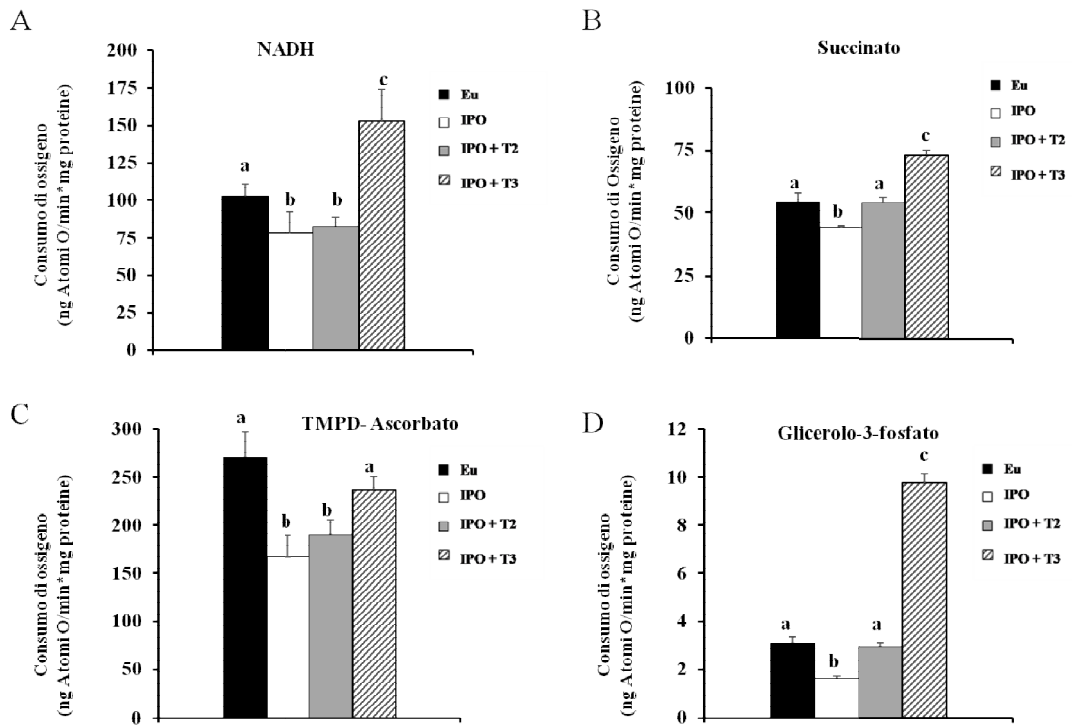 A
NADH
Consumo di ossigeno
(ng Atomi O/min*mg proteine)
200
175
150
125
100
75
50
25
0
a
b
b
c
Eu
IPO
IPO + T2
IPO + T3
B
Succinato
Consumo di Ossigeno
(ng Atomi O/min*mg proteine)
100
75
50
25
0
a
b
a
c
Eu
IPO
IPO + T2
IPO + T3
C
TMPD- Ascorbato
Consumo di ossigeno
(ng Atomi O/min*mg proteine)
300
250
200
150
100
50
0
a
b
b
a
Eu
IPO
IPO + T2
IPO + T3
D
Glicerolo-3-fosfato
Consumo di ossigeno
(ng Atomi O/min*mg proteine)
12
10
8
6
4
2
0
a
b
a
c
Eu
IPO
IPO + T2
IPO + T3